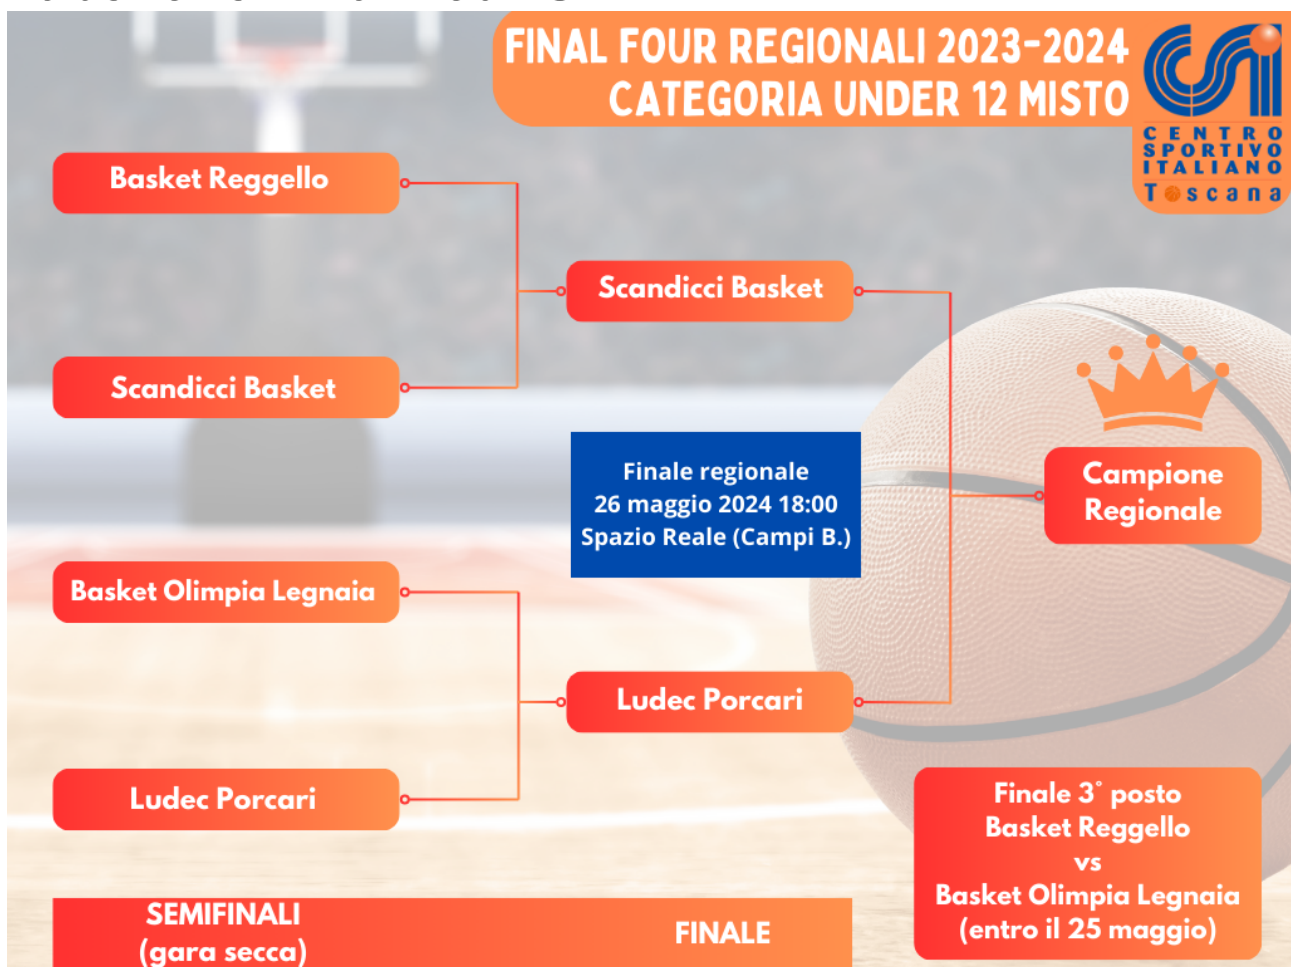 FINAL FOUR REGIONALI 2023-2024
CATEGORIA UNDER 12 MISTO
CSI
CENTRO
SPORTIVO
ITALIANO
Toscana
Basket Reggello
Scandicci Basket
Scandicci Basket
Finale regionale
26 maggio 2024 18:00
Spazio Reale (Campi B.)
Campione
Regionale
Basket Olimpia Legnaia
Ludec Porcari
Ludec Porcari
Finale 3° posto
Basket Reggello
vs
Basket Olimpia Legnaia
(entro il 25 maggio)
SEMIFINALI
(gara secca)
FINALE